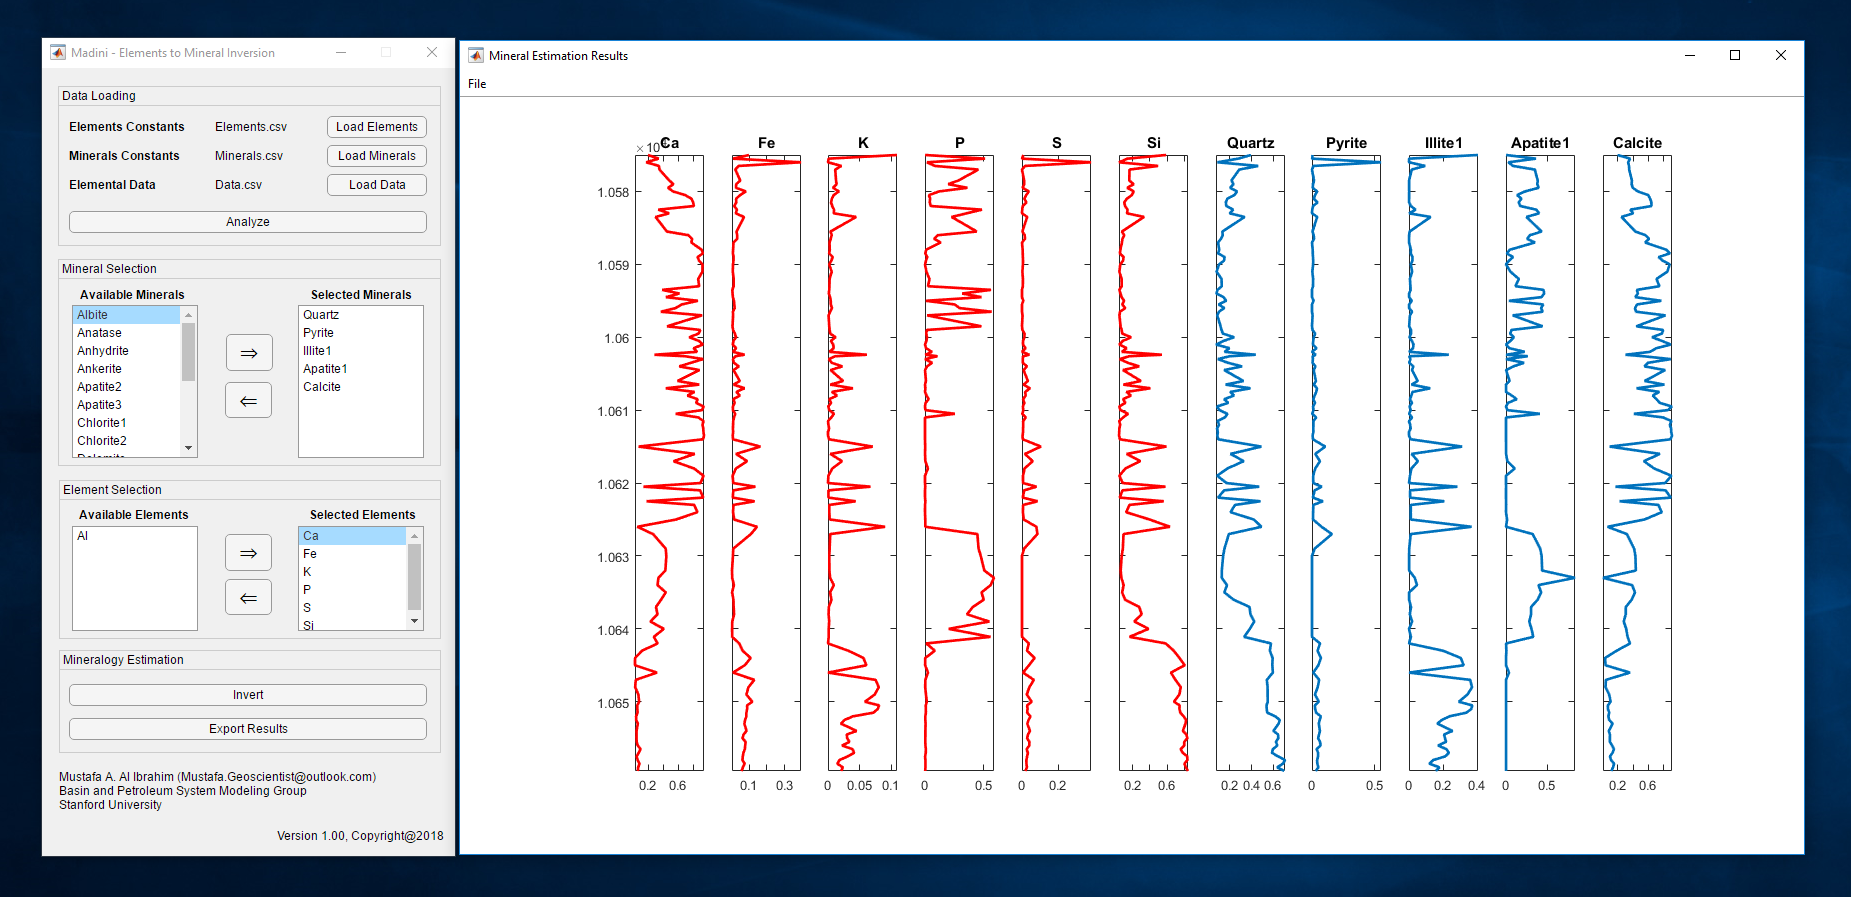 Madini - Elements to Mineral Inversion
Data Loading
Elements Constants Elements.csv Load Elements
Minerals Constants Minerals.csv Load Minerals
Elemental Data Data.csv Load Data
Analyze
Mineral Selection
Available Minerals Selected Minerals
Albite
Anatase
Anhydrite
Ankerite
Apatite2
Apatite3
Chlorite1
Chlorite2
Dolomite
⇒
⇐
Quartz
Pyrite
Illite1
Apatite1
Calcite
Element Selection
Available Elements Selected Elements
Al
⇒
⇐
Ca
Fe
K
P
S
Si
Mineralogy Estimation
Invert
Export Results
Mustafa A. Al Ibrahim (Mustafa.Geoscientist@outlook.com)
Basin and Petroleum System Modeling Group
Stanford University
Version 1.00, Copyright@2018
Mineral Estimation Results
File
Ca Fe K P S Si Quartz Pyrite Illite1 Apatite1 Calcite
× 10
1.058
1.059
1.06
1.061
1.062
1.063
1.064
1.065
0.2 0.6 0.1 0.3 0 0.05 0.1 0 0.5 0 0.2 0.2 0.6 0.2 0.4 0.6 0 0.5 0 0.2 0.4 0 0.5 0.2 0.6